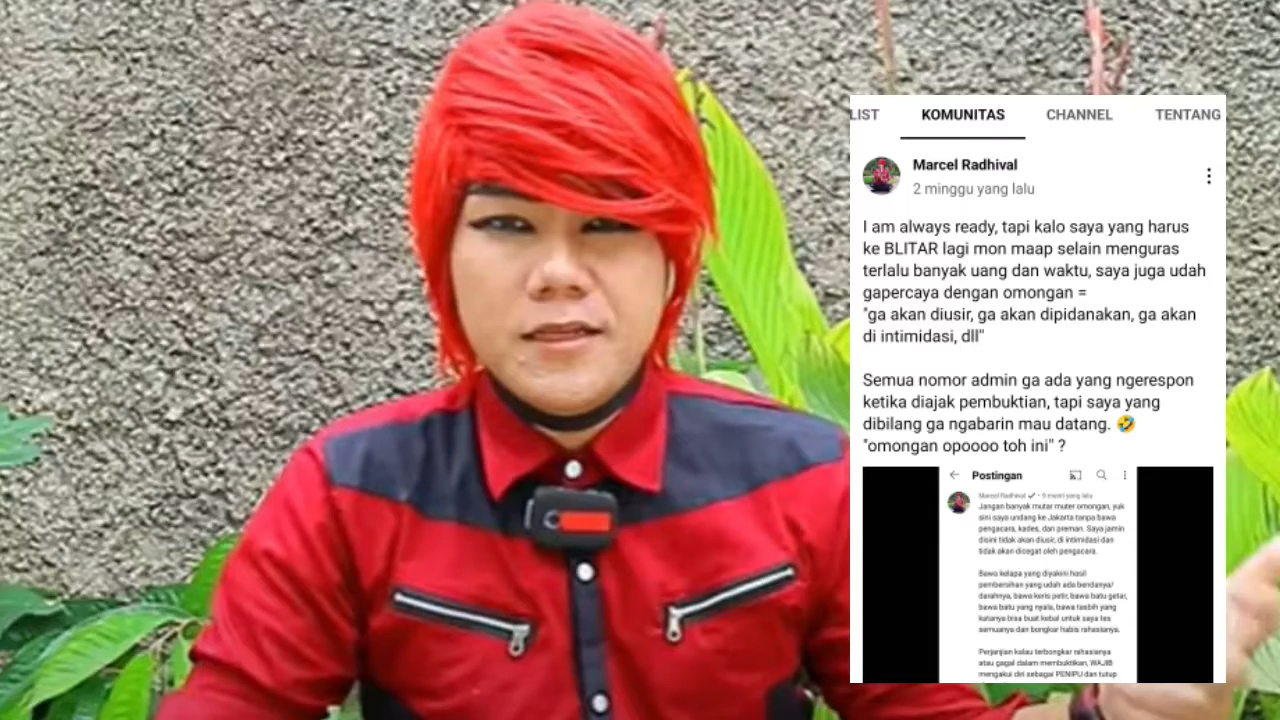 LIST KOMUNITAS CHANNEL TENTANG
Marcel Radhival
2 minggu yang lalu
I am always ready, tapi kalo saya yang harus
ke BLITAR lagi mon maap selain menguras
terlalu banyak uang dan waktu, saya juga udah
gapercaya dengan omongan =
"ga akan diusir, ga akan dipidanakan, ga akan
di intimidasi, dll"
Semua nomor admin ga ada yang ngerespon
ketika diajak pembuktian, tapi saya yang
dibilang ga ngabarin mau datang. 🤣
"omongan opoooo toh ini" ?
Postingan
Marcel Radhival ✓ • 9 menit yang lalu
Jangan banyak mutar muter omongan, yuk
sini saya undang ke Jakarta tanpa bawa
pengacara, kades, dan preman. Saya jamin
disini tidak akan diusir, di intimidasi dan
tidak akan dicegat oleh pengacara.
Bawa kelapa yang diyakini hasil
pembersihan yang udah ada bendanya/
darahnya, bawa keris petir, bawa batu getar,
bawa batu yang nyala, bawa tasbih yang
katanya bisa buat kebal untuk saya tes
semuanya dan bongkar habis rahasianya.
Perjanjian kalau terbongkar rahasianya
atau gagal dalam membuktikan, WAJIB
mengakui diri sebagai PENIPU dan tutup